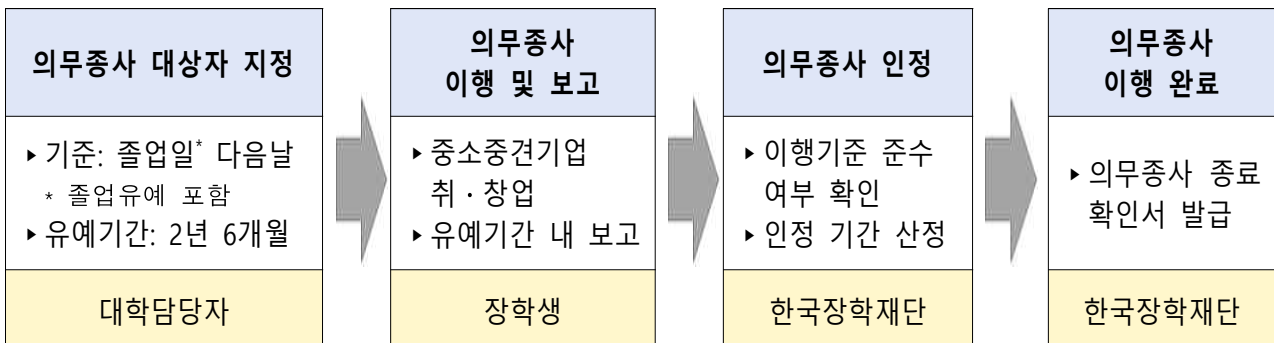 의무종사 대상자 지정
▸기준: 졸업일* 다음날
* 졸업유예 포함
▸유예기간: 2년 6개월
대학담당자
의무종사
이행 및 보고
▸중소중견기업
취·창업
▸유예기간 내 보고
장학생
의무종사 인정
▸이행기준 준수
여부 확인
▸인정 기간 산정
한국장학재단
의무종사
이행 완료
▸의무종사 종료
확인서 발급
한국장학재단